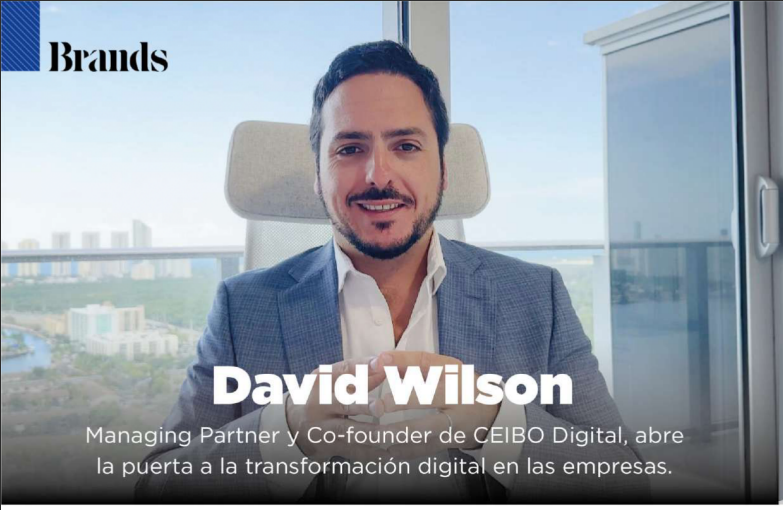 Brands
David Wilson
Managing Partner y Co-founder de CEIBO Digital, abre
la puerta a la transformación digital en las empresas.